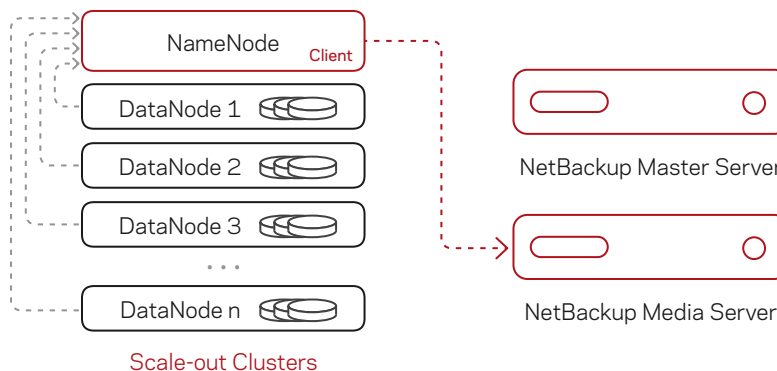 NameNode
Client
DataNode 1
DataNode 2
DataNode 3
...
DataNode n
Scale-out Clusters
NetBackup Master Server
NetBackup Media Server